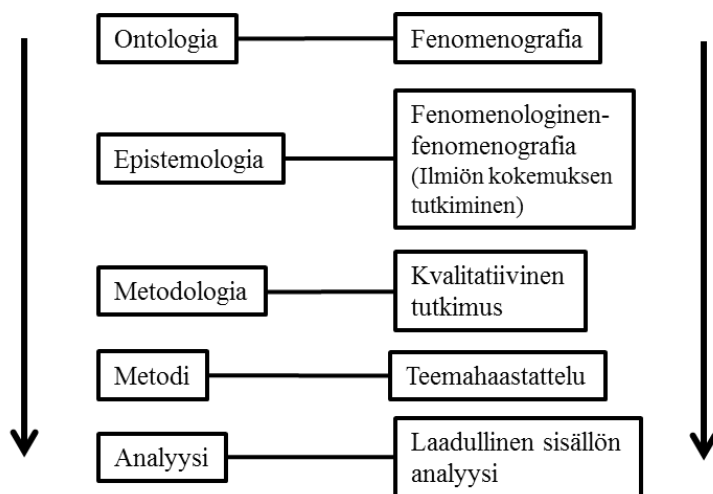 Ontologia
Fenomenografia
Epistemologia
Fenomenologinen-
fenomenografia
(Ilmiön kokemuksen
tutkiminen)
Metodologia
Kvalitatiivinen
tutkimus
Metodi
Teemahaastattelu
Analyysi
Laadullinen sisällön
analyysi